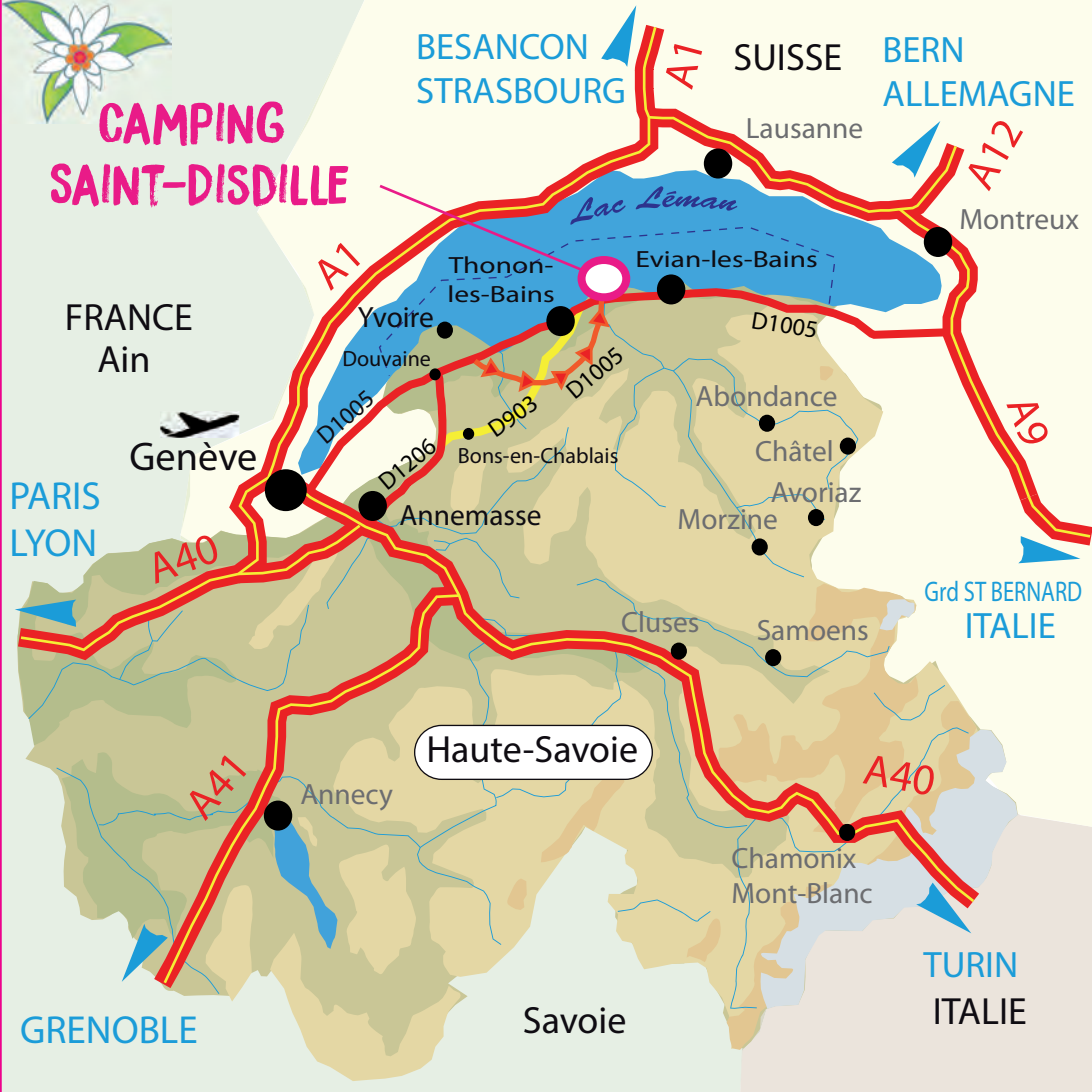 BESANCON
STRASBOURG
A1
SUISSE
BERN
ALLEMAGNE
CAMPING
SAINT-DISDILLE
Lausanne
A12
Lac Léman
Montreux
A1
Thonon-
les-Bains
Evian-les-Bains
FRANCE
Ain
Yvoire
D1005
Douvaine
D1005
D1005
Abondance
A9
D903
Genève
D1206
Bons-en-Chablais
Châtel
PARIS
LYON
Avoriaz
Annemasse
Morzine
A40
Grd ST BERNARD
ITALIE
Cluses
Samoens
Haute-Savoie
A41
A40
Annecy
Chamonix
Mont-Blanc
TURIN
ITALIE
GRENOBLE
Savoie